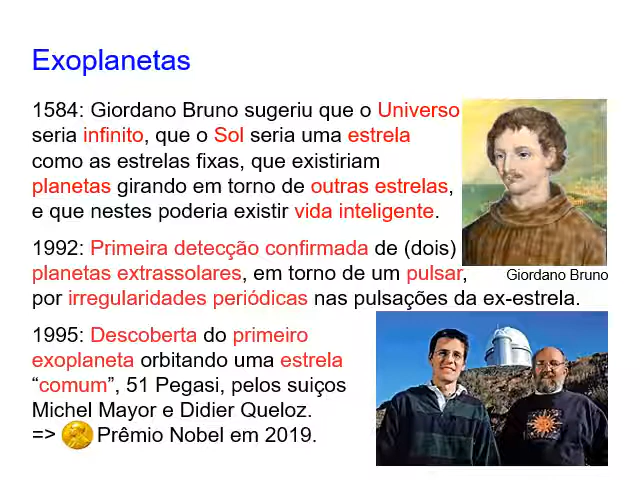 Exoplanetas
1584: Giordano Bruno sugeriu que o Universo
seria infinito, que o Sol seria uma estrela
como as estrelas fixas, que existiriam
planetas girando em torno de outras estrelas,
e que nestes poderia existir vida inteligente.
Giordano Bruno
1992: Primeira detecção confirmada de (dois)
planetas extrassolares, em torno de um pulsar,
por irregularidades periódicas nas pulsações da ex-estrela.
1995: Descoberta do primeiro
exoplaneta orbitando uma estrela
“comum”, 51 Pegasi, pelos suiços
Michel Mayor e Didier Queloz.
=> Prêmio Nobel em 2019.